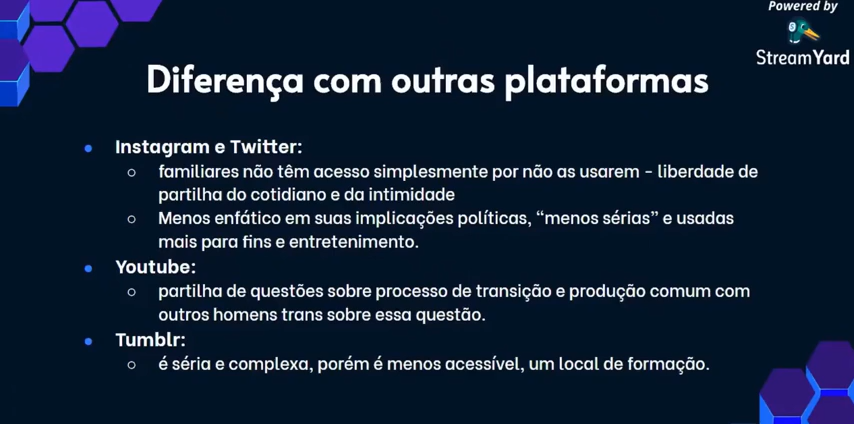 Powered by
StreamYard
Diferença com outras plataformas
Instagram e Twitter:
familiares não têm acesso simplesmente por não as usarem - liberdade de
partilha do cotidiano e da intimidade
Menos enfático em suas implicações políticas, “menos sérias” e usadas
mais para fins e entretenimento.
Youtube:
partilha de questões sobre processo de transição e produção comum com
outros homens trans sobre essa questão.
Tumblr:
é séria e complexa, porém é menos acessível, um local de formação.